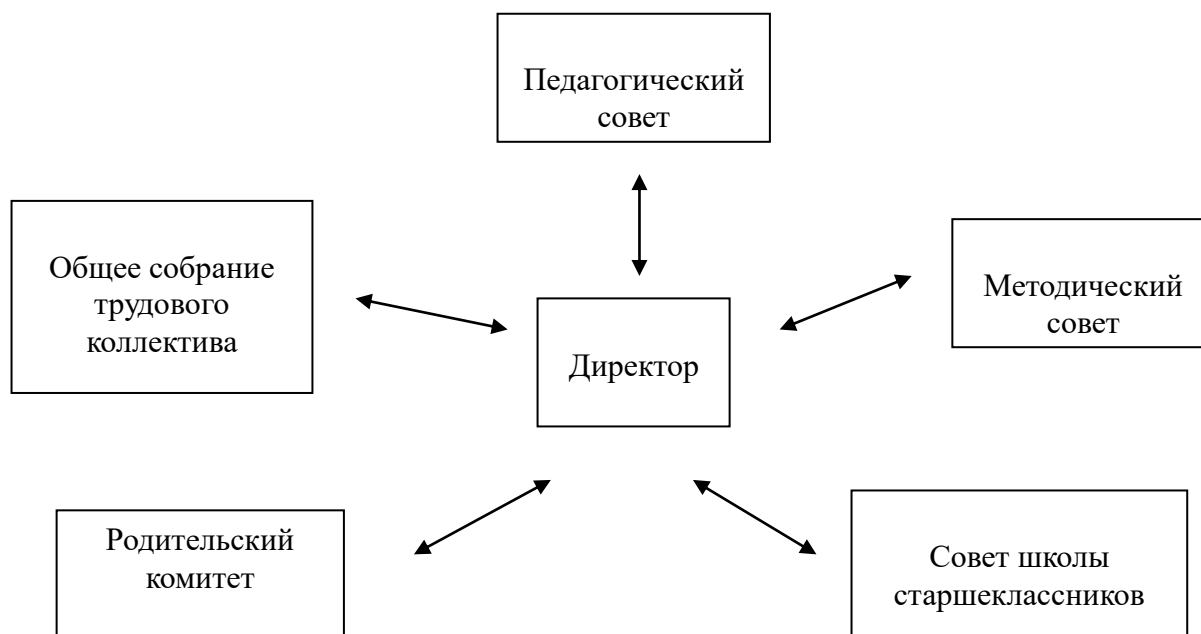 Педагогический
совет
Общее собрание
трудового
коллектива
Методический
совет
Директор
Родительский
комитет
Совет школы
старшеклассников